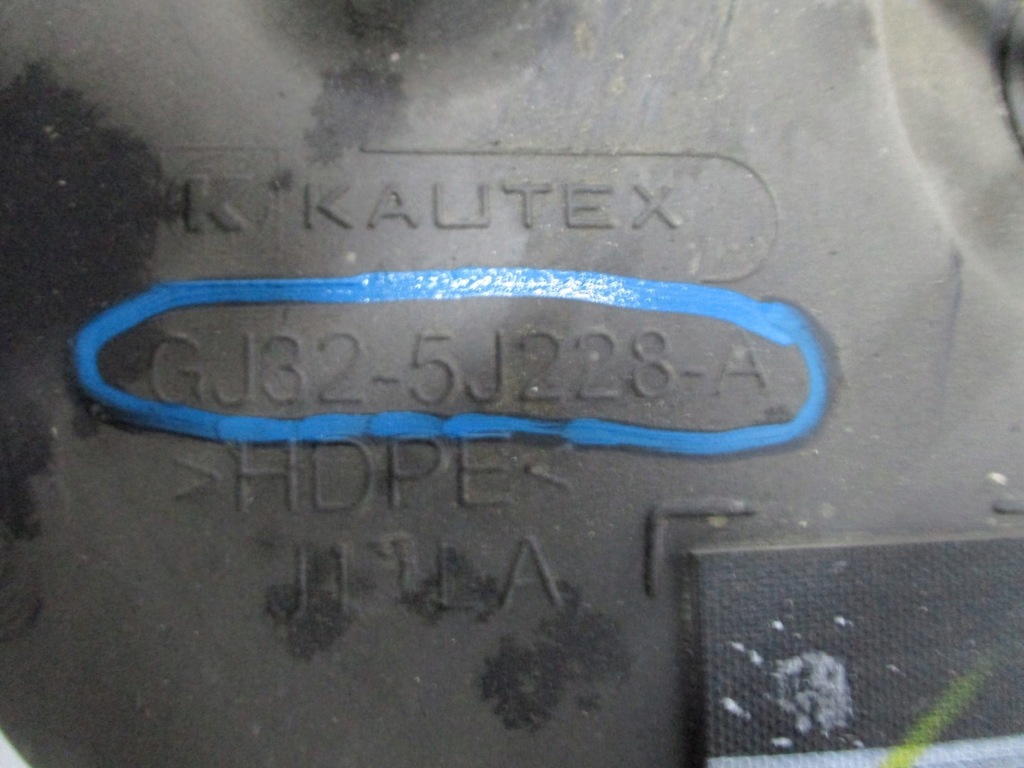 K KAUTEX
GJ32-5J228-A
>HDPE<